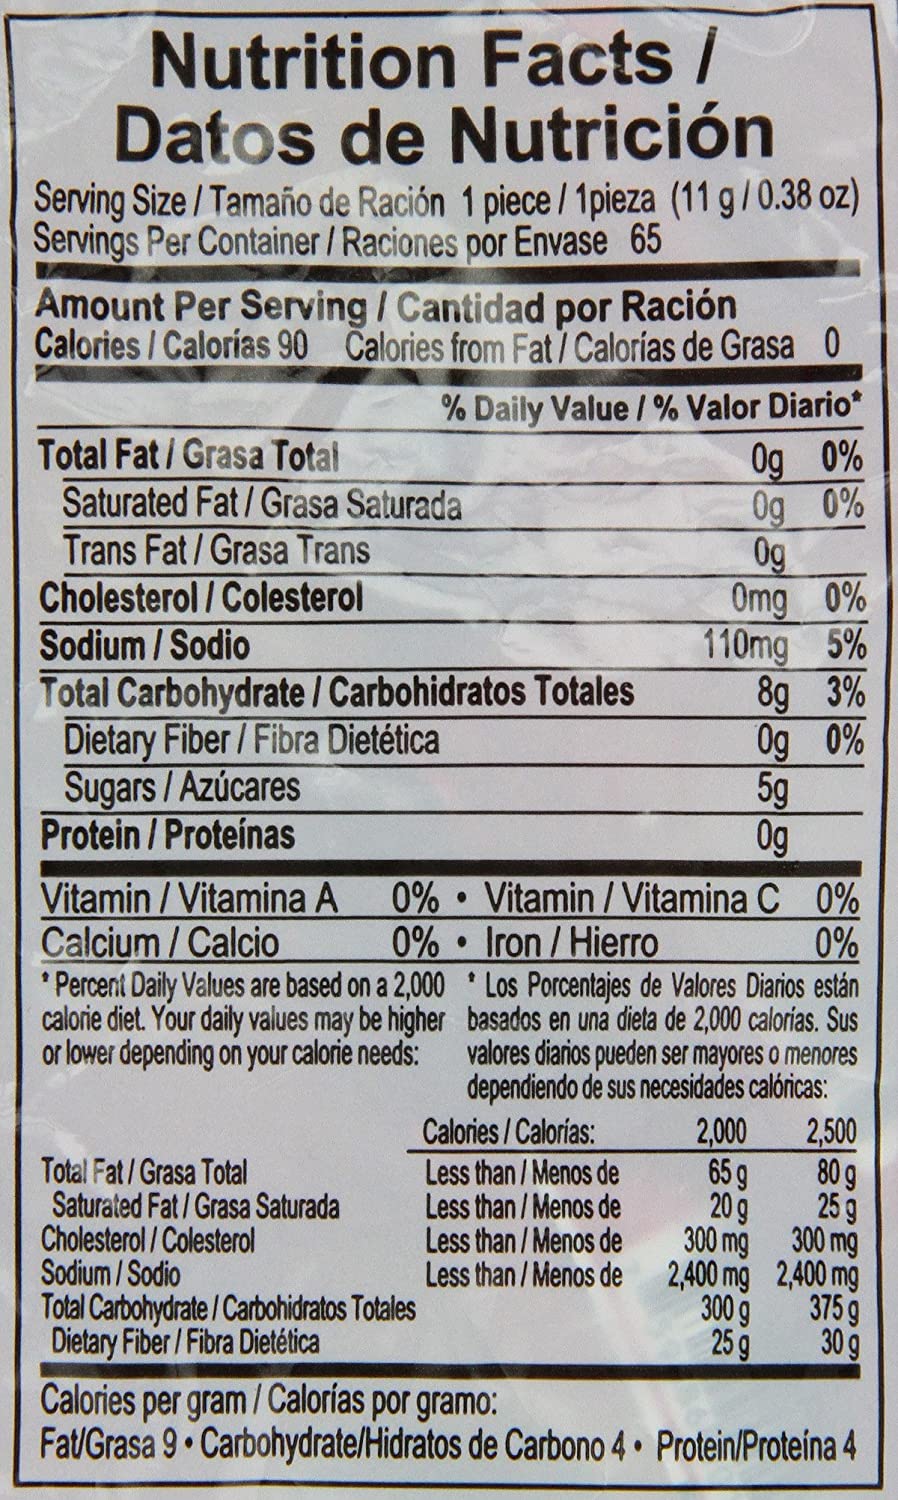 Nutrition Facts /
Datos de Nutrición
Serving Size / Tamaño de Ración 1 piece / 1pieza (11 g / 0.38 oz)
Servings Per Container / Raciones por Envase 65
Amount Per Serving / Cantidad por Ración
Calories / Calorías 90 Calories from Fat / Calorías de Grasa 0
% Daily Value / % Valor Diario*
Total Fat / Grasa Total 0g 0%
Saturated Fat / Grasa Saturada 0g 0%
Trans Fat / Grasa Trans 0g
Cholesterol / Colesterol 0mg 0%
Sodium / Sodio 110mg 5%
Total Carbohydrate / Carbohidratos Totales 8g 3%
Dietary Fiber / Fibra Dietética 0g 0%
Sugars / Azúcares 5g
Protein / Proteínas 0g
Vitamin / Vitamina A 0% • Vitamin / Vitamina C 0%
Calcium / Calcio 0% • Iron / Hierro 0%
* Percent Daily Values are based on a 2,000
calorie diet. Your daily values may be higher
or lower depending on your calorie needs:
* Los Porcentajes de Valores Diarios están
basados en una dieta de 2,000 calorías. Sus
valores diarios pueden ser mayores o menores
dependiendo de sus necesidades calóricas:
Calories / Calorías: 2,000 2,500
Total Fat / Grasa Total Less than / Menos de 65 g 80 g
Saturated Fat / Grasa Saturada Less than / Menos de 20 g 25 g
Cholesterol / Colesterol Less than / Menos de 300 mg 300 mg
Sodium / Sodio Less than / Menos de 2,400 mg 2,400 mg
Total Carbohydrate / Carbohidratos Totales 300 g 375 g
Dietary Fiber / Fibra Dietética 25 g 30 g
Calories per gram / Calorías por gramo:
Fat/Grasa 9 • Carbohydrate/Hidratos de Carbono 4 • Protein/Proteína 4